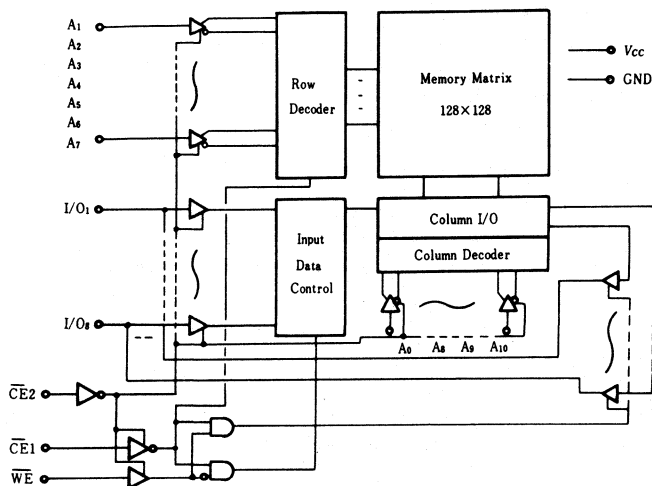 A1
A2
A3
A4
A5
A6
A7
I/O1
I/O8
CE2
CE1
WE
Row
Decoder
Memory Matrix
128×128
Vcc
GND
Input
Data
Control
Column I/O
Column Decoder
A0 A8 A9 A10